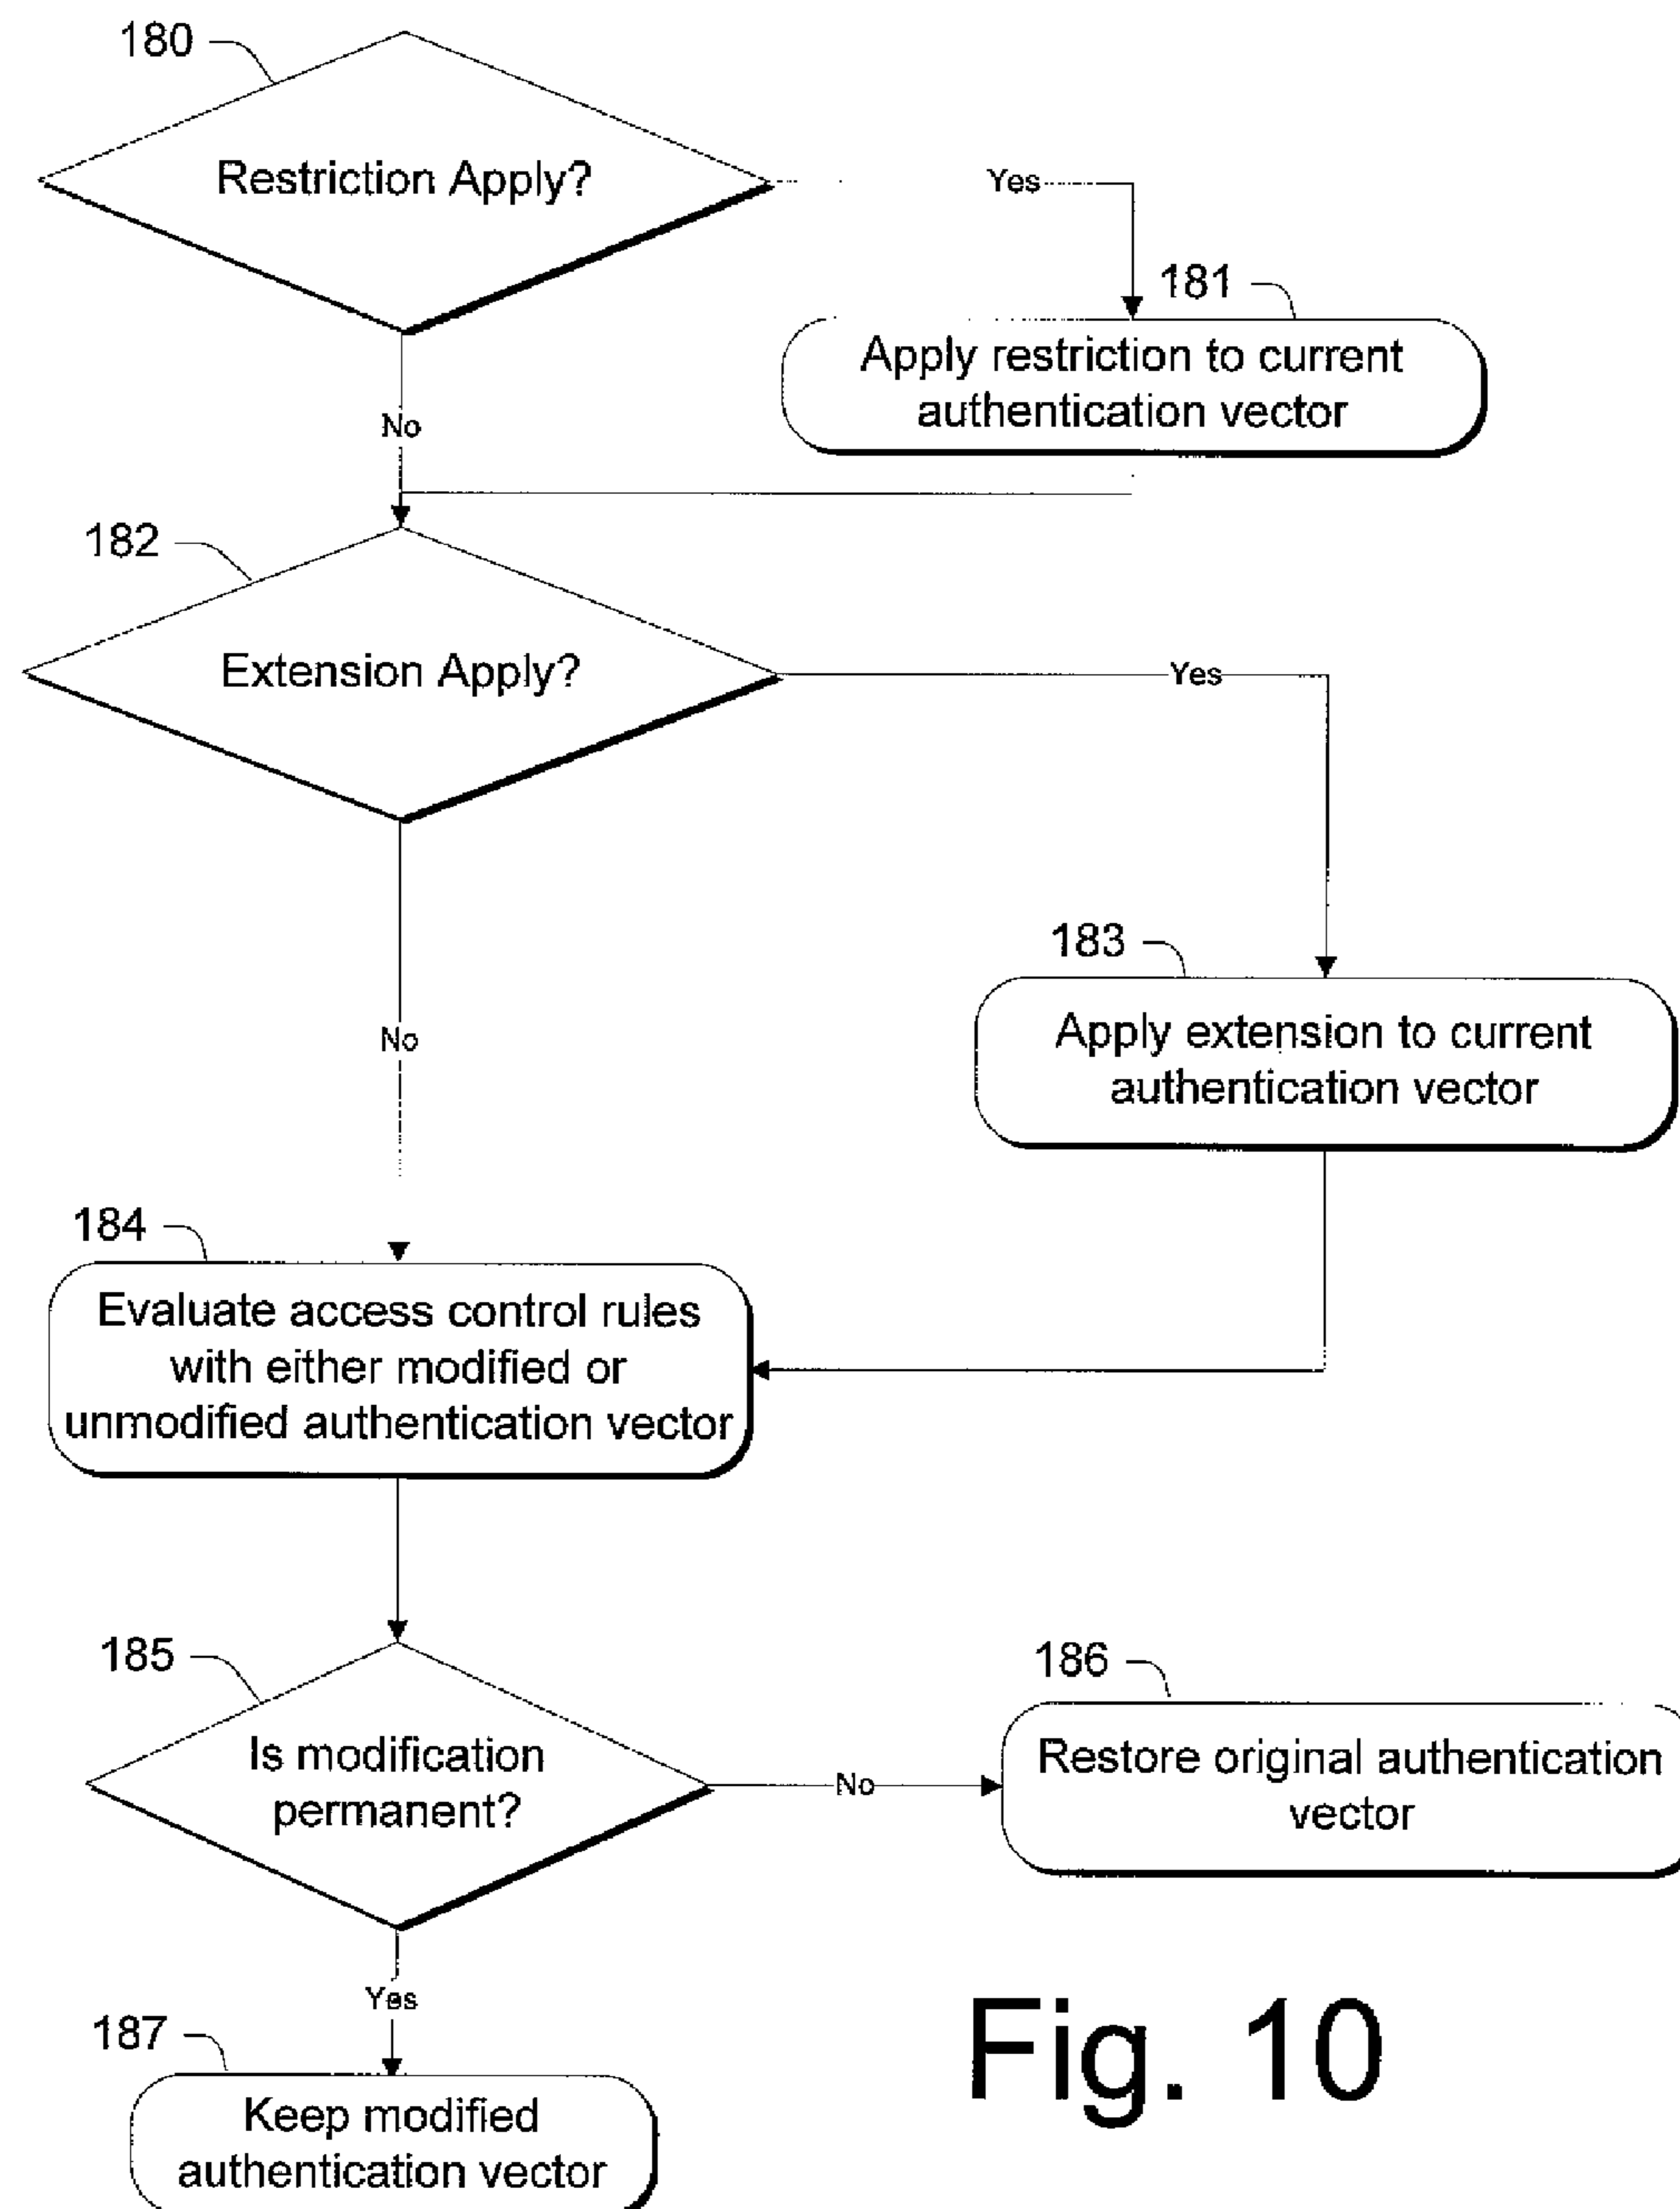 180
Restriction Apply?
Yes
181
Apply restriction to current
authentication vector
No
182
Extension Apply?
Yes
183
Apply extension to current
authentication vector
No
184
Evaluate access control rules
with either modified or
unmodified authentication vector
185
Is modification
permanent?
No
186
Restore original authentication
vector
Yes
187
Keep modified
authentication vector
Fig. 10